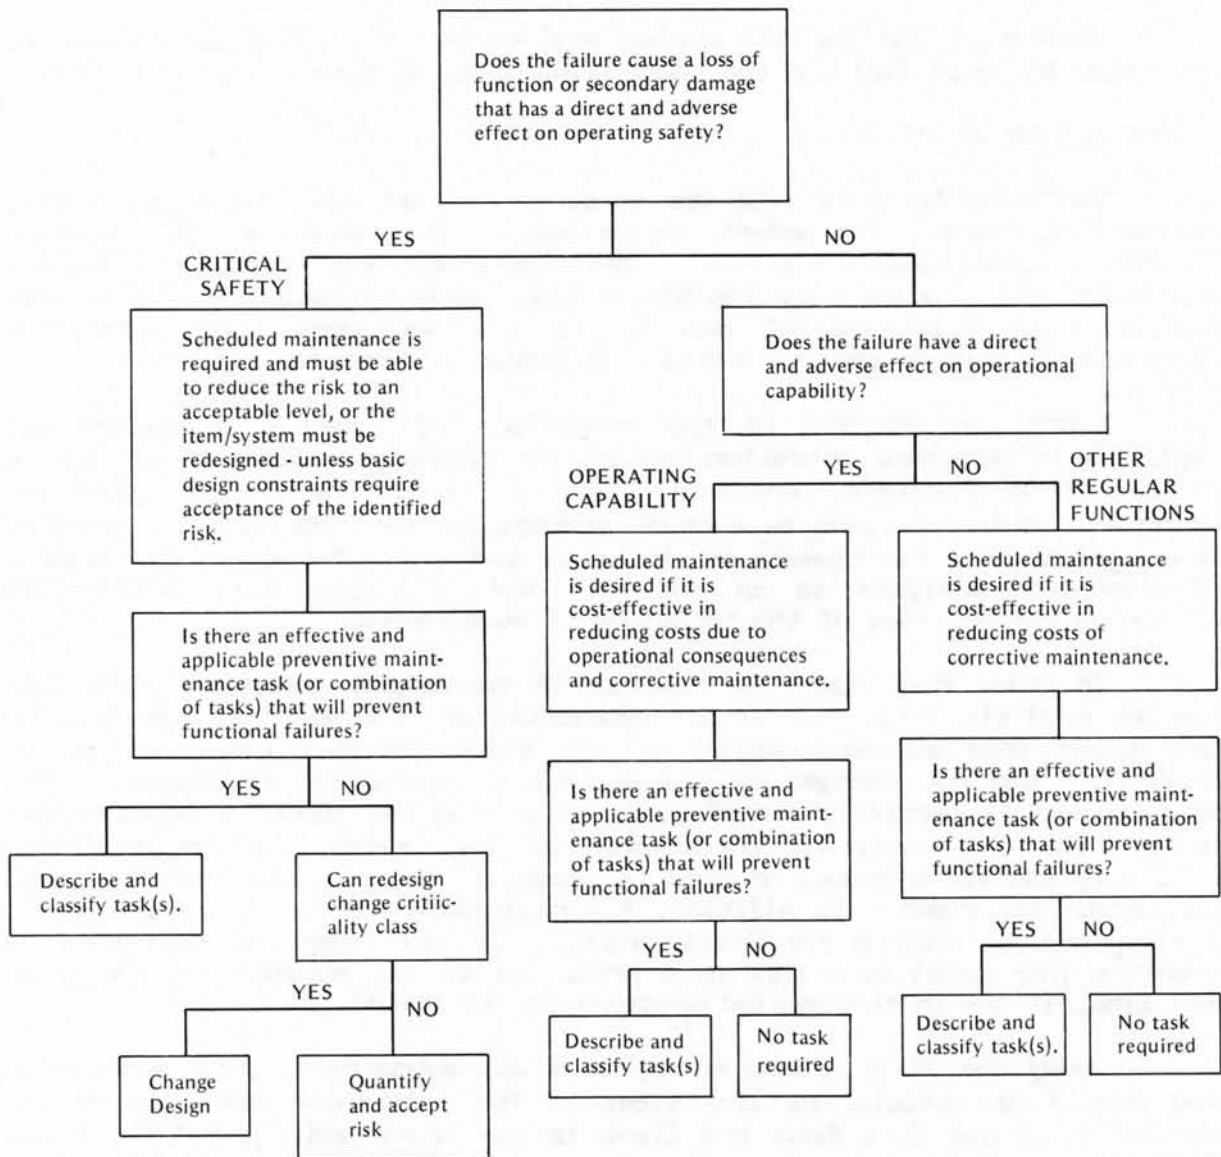 Does the failure cause a loss of
function or secondary damage
that has a direct and adverse
effect on operating safety?
YES
NO
CRITICAL
SAFETY
Scheduled maintenance is
required and must be able
to reduce the risk to an
acceptable level, or the
item/system must be
redesigned - unless basic
design constraints require
acceptance of the identified
risk.
Does the failure have a direct
and adverse effect on operational
capability?
YES
NO
OPERATING
CAPABILITY
OTHER
REGULAR
FUNCTIONS
Scheduled maintenance
is desired if it is
cost-effective in
reducing costs due to
operational consequences
and corrective maintenance.
Scheduled maintenance
is desired if it is
cost-effective in
reducing costs of
corrective maintenance.
Is there an effective and
applicable preventive maint-
enance task (or combination
of tasks) that will prevent
functional failures?
YES
NO
Is there an effective and
applicable preventive maint-
enance task (or combination
of tasks) that will prevent
functional failures?
YES
NO
Is there an effective and
applicable preventive maint-
enance task (or combination
of tasks) that will prevent
functional failures?
YES
NO
Describe and
classify task(s).
Can redesign
change critiic-
ality class
YES
NO
Change
Design
Quantify
and accept
risk
Describe and
classify task(s)
No task
required
Describe and
classify task(s).
No task
required